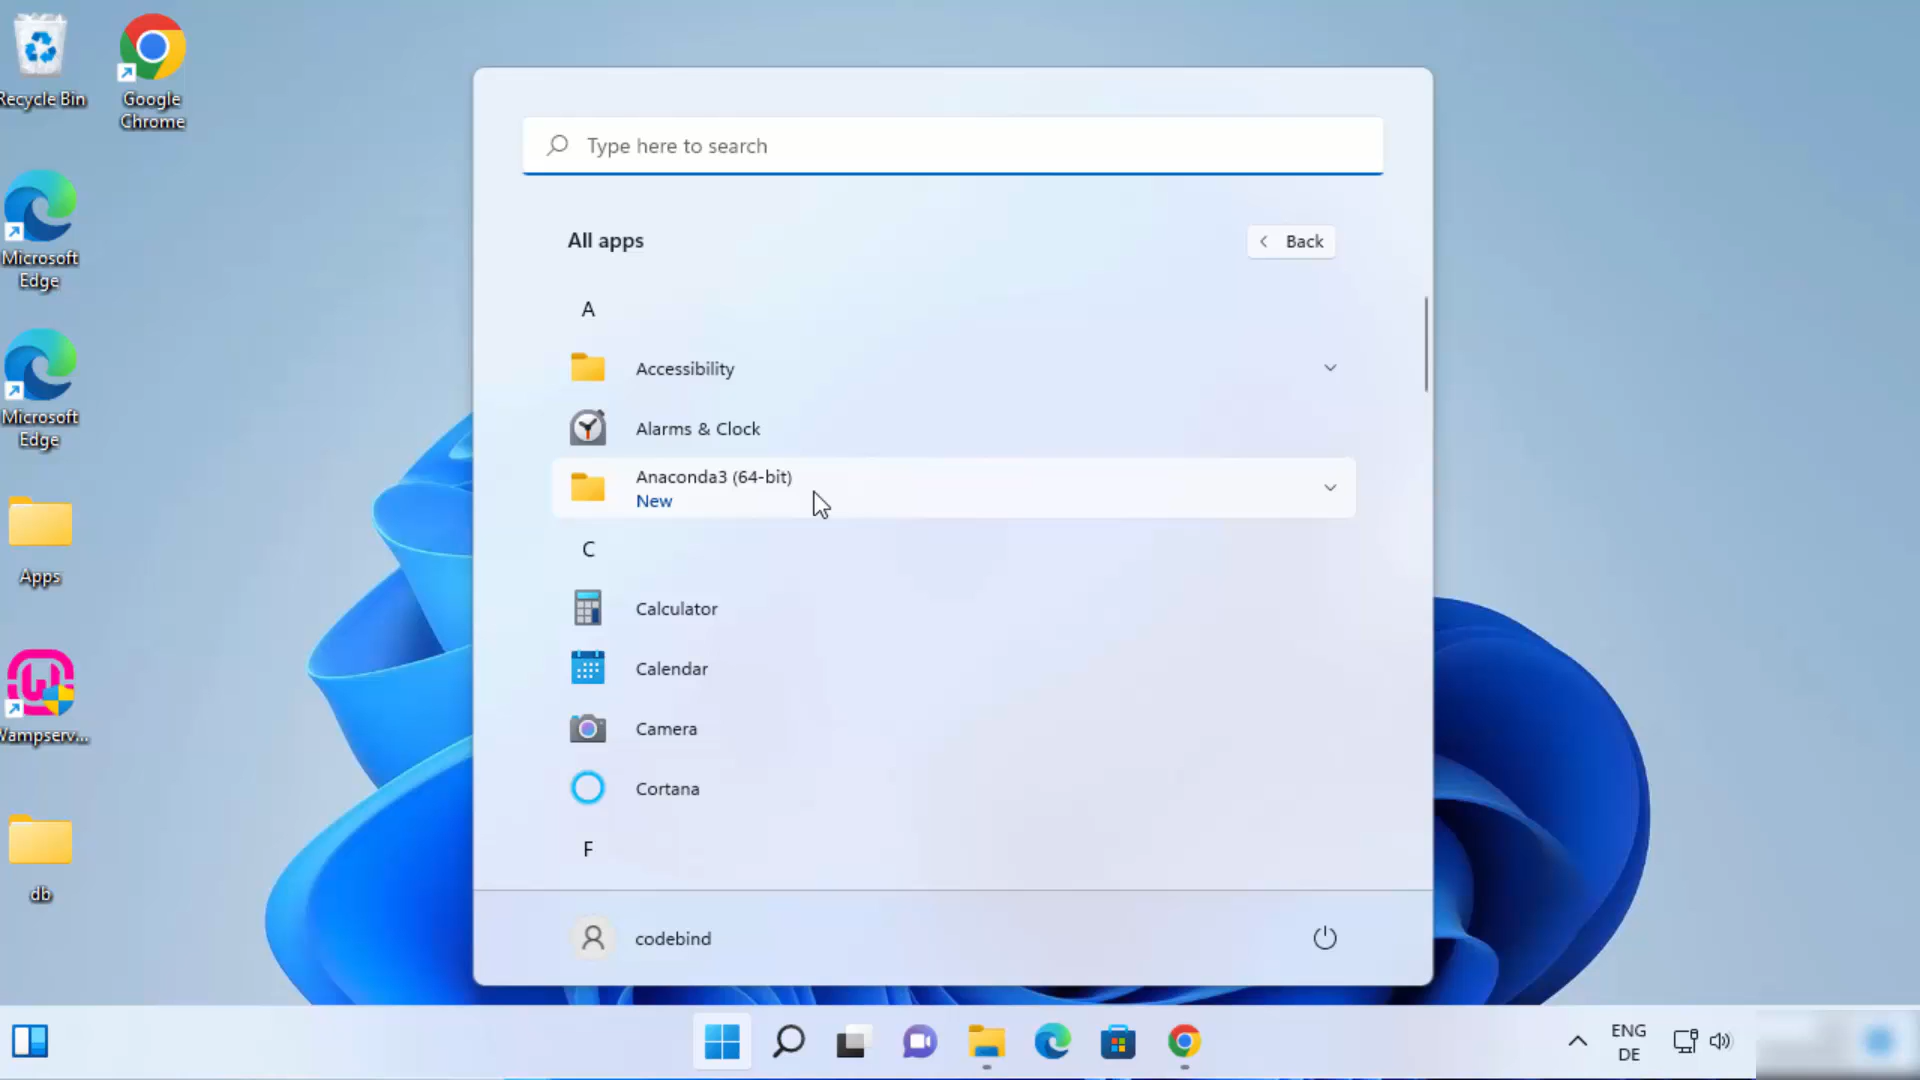 Recycle Bin
Google
Chrome
Microsoft
Edge
Microsoft
Edge
Apps
Wampserv...
db
Type here to search
All apps
Back
A
Accessibility
Alarms & Clock
Anaconda3 (64-bit)
New
C
Calculator
Calendar
Camera
Cortana
F
codebind
ENG
DE